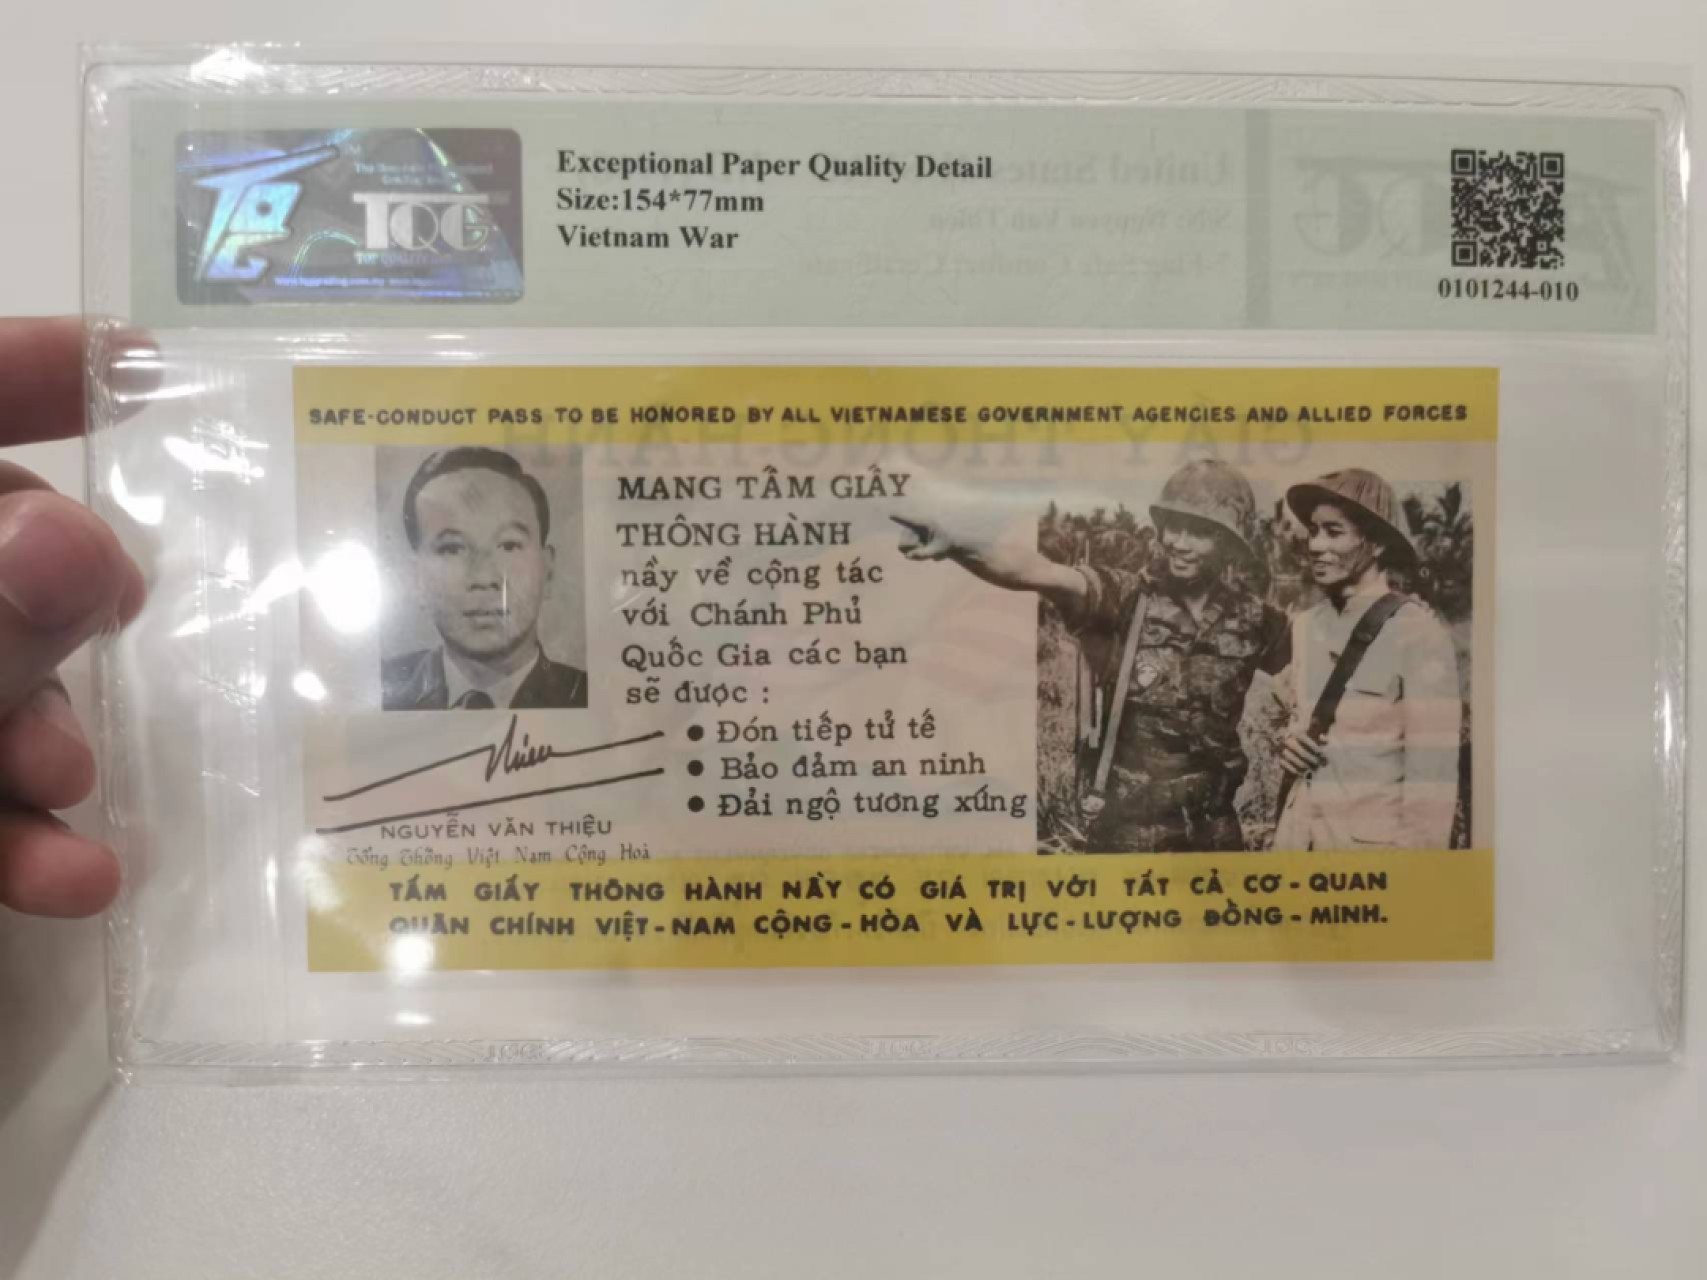 TQG
Exceptional Paper Quality Detail
Size:154*77mm
Vietnam War
0101244-010
SAFE-CONDUCT PASS TO BE HONORED BY ALL VIETNAMESE GOVERNMENT AGENCIES AND ALLIED FORCES
MANG TẤM GIẤY
THÔNG HÀNH
nầy về cộng tác
với Chánh Phủ
Quốc Gia các bạn
sẽ được :
● Đón tiếp tử tế
● Bảo đảm an ninh
● Đải ngộ tương xứng
NGUYỄN VĂN THIỆU
Tổng Thống Việt Nam Cộng Hoà
TẤM GIẤY THÔNG HÀNH NẦY CÓ GIÁ TRỊ VỚI TẤT CẢ CƠ - QUAN
QUÂN CHÍNH VIỆT - NAM CỘNG - HÒA VÀ LỰC - LƯỢNG ĐỒNG - MINH.